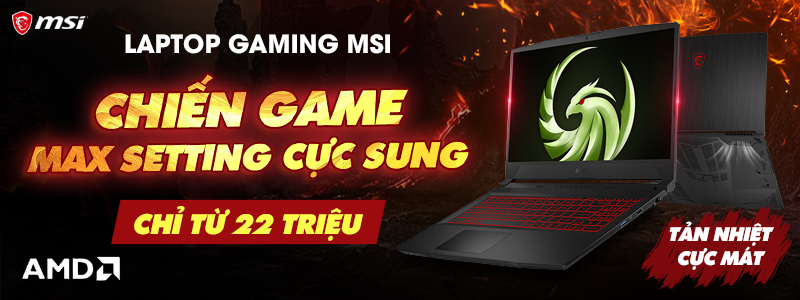 msi
LAPTOP GAMING MSI
CHIẾN GAME
MAX SETTING CỰC SUNG
CHỈ TỪ 22 TRIỆU
AMD
TẢN NHIỆT
CỰC MÁT